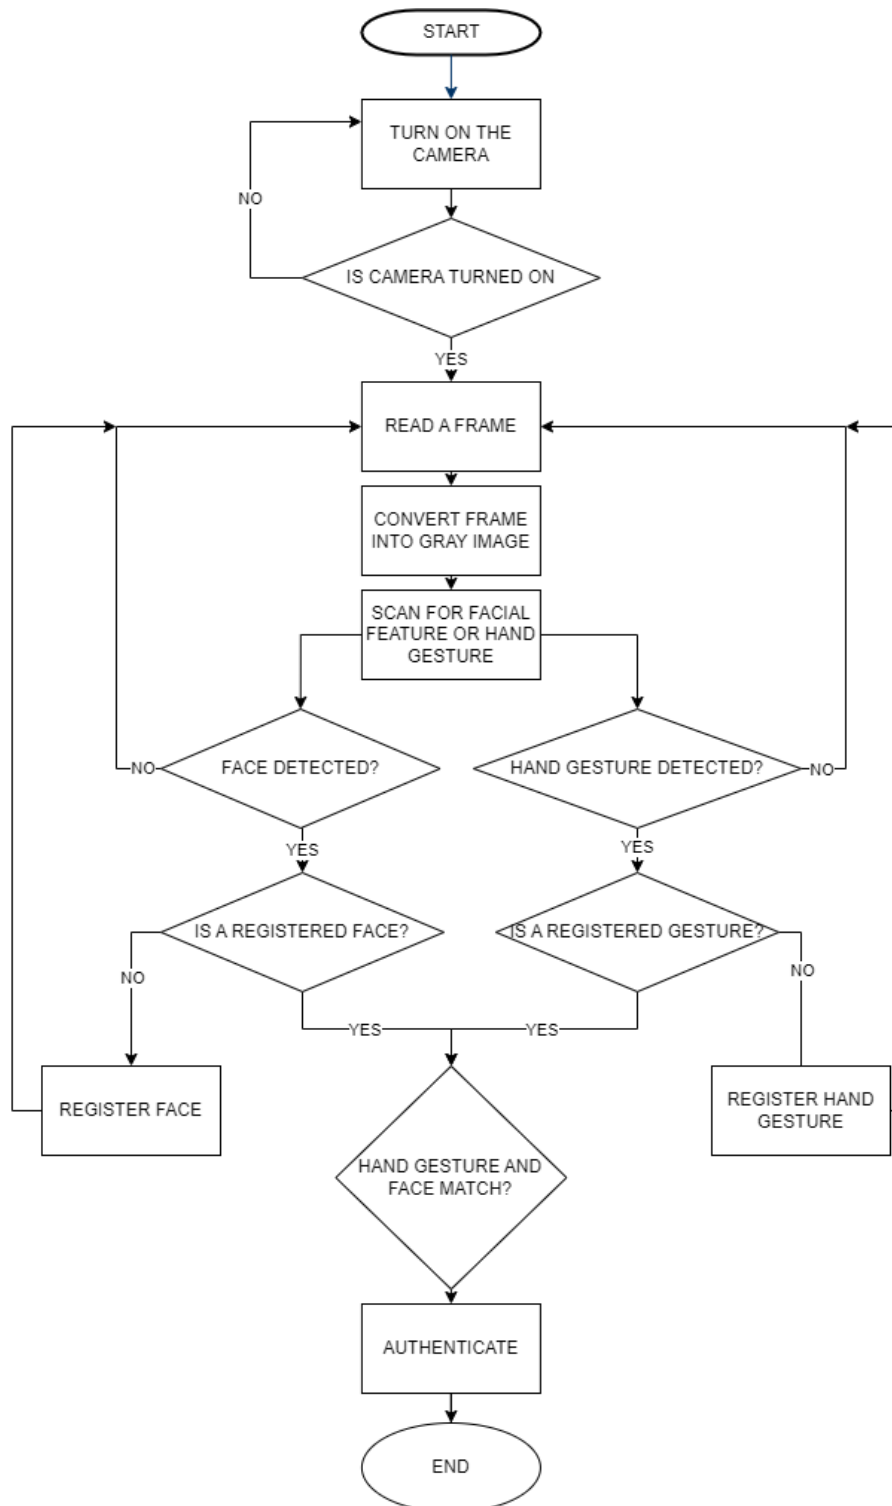 START
TURN ON THE
CAMERA
NO
IS CAMERA TURNED ON
YES
READ A FRAME
CONVERT FRAME
INTO GRAY IMAGE
SCAN FOR FACIAL
FEATURE OR HAND
GESTURE
NO
FACE DETECTED?
HAND GESTURE DETECTED?
NO
YES
YES
IS A REGISTERED FACE?
IS A REGISTERED GESTURE?
NO
NO
YES
YES
REGISTER FACE
REGISTER HAND
GESTURE
HAND GESTURE AND
FACE MATCH?
AUTHENTICATE
END